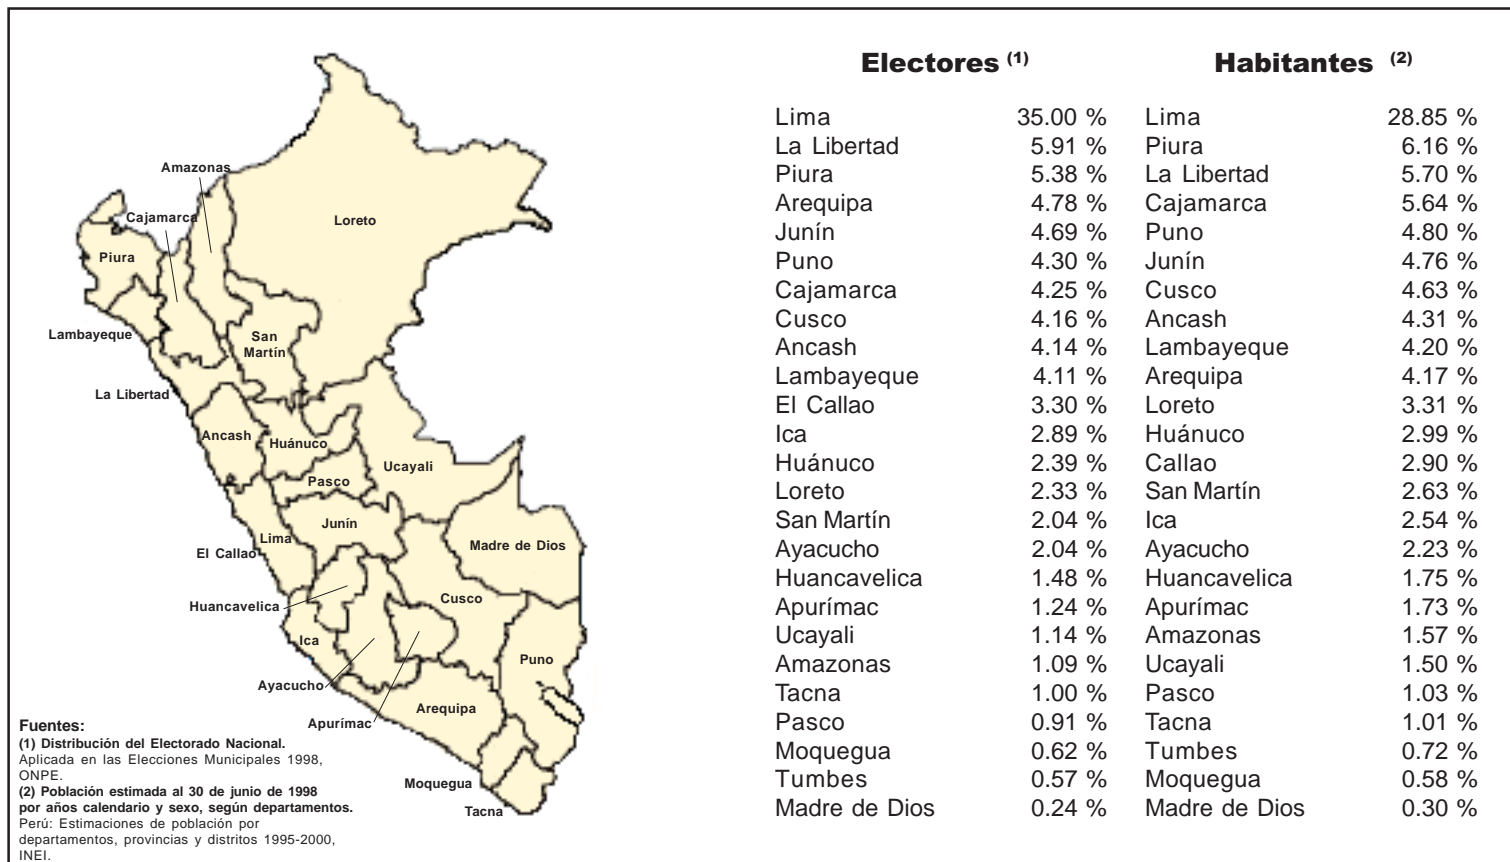 Amazonas
Cajamarca
Loreto
Piura
Lambayeque
San
Martín
La Libertad
Ancash
Huánuco
Ucayali
Pasco
Junín
Lima
El Callao
Madre de Dios
Huancavelica
Cusco
Ica
Puno
Ayacucho
Arequipa
Apurímac
Moquegua
Tacna
Fuentes:
(1) Distribución del Electorado Nacional.
Aplicada en las Elecciones Municipales 1998,
ONPE.
(2) Población estimada al 30 de junio de 1998
por años calendario y sexo, según departamentos.
Perú: Estimaciones de población por
departamentos, provincias y distritos 1995-2000,
INEI.
Electores (1) Habitantes (2)
Lima 35.00 % Lima 28.85 %
La Libertad 5.91 % Piura 6.16 %
Piura 5.38 % La Libertad 5.70 %
Arequipa 4.78 % Cajamarca 5.64 %
Junín 4.69 % Puno 4.80 %
Puno 4.30 % Junín 4.76 %
Cajamarca 4.25 % Cusco 4.63 %
Cusco 4.16 % Ancash 4.31 %
Ancash 4.14 % Lambayeque 4.20 %
Lambayeque 4.11 % Arequipa 4.17 %
El Callao 3.30 % Loreto 3.31 %
Ica 2.89 % Huánuco 2.99 %
Huánuco 2.39 % Callao 2.90 %
Loreto 2.33 % San Martín 2.63 %
San Martín 2.04 % Ica 2.54 %
Ayacucho 2.04 % Ayacucho 2.23 %
Huancavelica 1.48 % Huancavelica 1.75 %
Apurímac 1.24 % Apurímac 1.73 %
Ucayali 1.14 % Amazonas 1.57 %
Amazonas 1.09 % Ucayali 1.50 %
Tacna 1.00 % Pasco 1.03 %
Pasco 0.91 % Tacna 1.01 %
Moquegua 0.62 % Tumbes 0.72 %
Tumbes 0.57 % Moquegua 0.58 %
Madre de Dios 0.24 % Madre de Dios 0.30 %